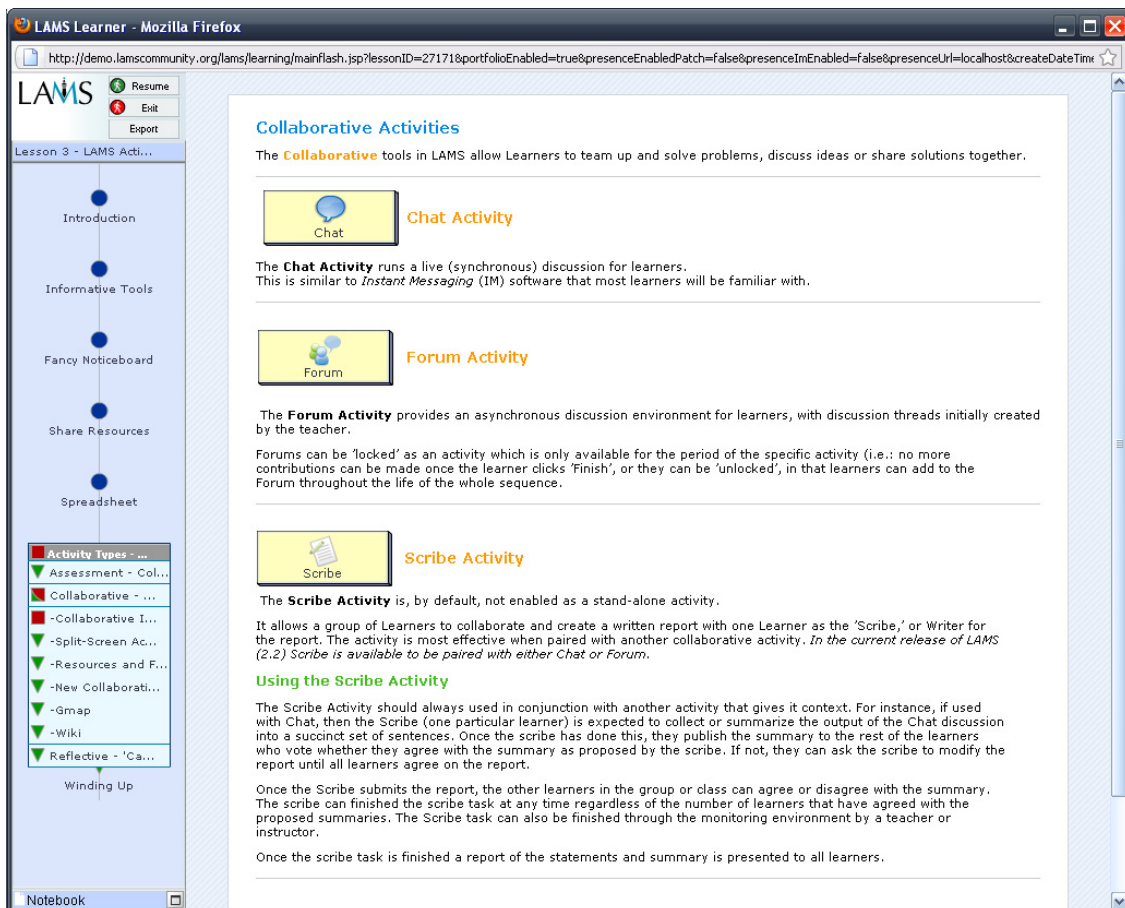 LAMS Learner - Mozilla Firefox
http://demo.lamscommunity.org/lams/learning/mainflash.jsp?lessonID=27171&portfolioEnabled=true&presenceEnabledPatch=false&presenceImEnabled=false&presenceUrl=localhost&createDateTime
LAMS
Resume
Exit
Export
Lesson 3 - LAMS Acti...
Introduction
Informative Tools
Fancy Noticeboard
Share Resources
Spreadsheet
Activity Types - ...
Assessment - Col...
Collaborative - ...
-Collaborative I...
-Split-Screen Ac...
-Resources and F...
-New Collaborati...
-Gmap
-Wiki
Reflective - 'Ca...
Winding Up
Notebook
Collaborative Activities
The Collaborative tools in LAMS allow Learners to team up and solve problems, discuss ideas or share solutions together.
Chat
Chat Activity
The Chat Activity runs a live (synchronous) discussion for learners.
This is similar to Instant Messaging (IM) software that most learners will be familiar with.
Forum
Forum Activity
The Forum Activity provides an asynchronous discussion environment for learners, with discussion threads initially created
by the teacher.
Forums can be 'locked' as an activity which is only available for the period of the specific activity (i.e.: no more
contributions can be made once the learner clicks 'Finish', or they can be 'unlocked', in that learners can add to the
Forum throughout the life of the whole sequence.
Scribe
Scribe Activity
The Scribe Activity is, by default, not enabled as a stand-alone activity.
It allows a group of Learners to collaborate and create a written report with one Learner as the 'Scribe,' or Writer for
the report. The activity is most effective when paired with another collaborative activity. In the current release of LAMS
(2.2) Scribe is available to be paired with either Chat or Forum.
Using the Scribe Activity
The Scribe Activity should always used in conjunction with another activity that gives it context. For instance, if used
with Chat, then the Scribe (one particular learner) is expected to collect or summarize the output of the Chat discussion
into a succinct set of sentences. Once the scribe has done this, they publish the summary to the rest of the learners
who vote whether they agree with the summary as proposed by the scribe. If not, they can ask the scribe to modify the
report until all learners agree on the report.
Once the Scribe submits the report, the other learners in the group or class can agree or disagree with the summary.
The scribe can finished the scribe task at any time regardless of the number of learners that have agreed with the
proposed summaries. The Scribe task can also be finished through the monitoring environment by a teacher or
instructor.
Once the scribe task is finished a report of the statements and summary is presented to all learners.